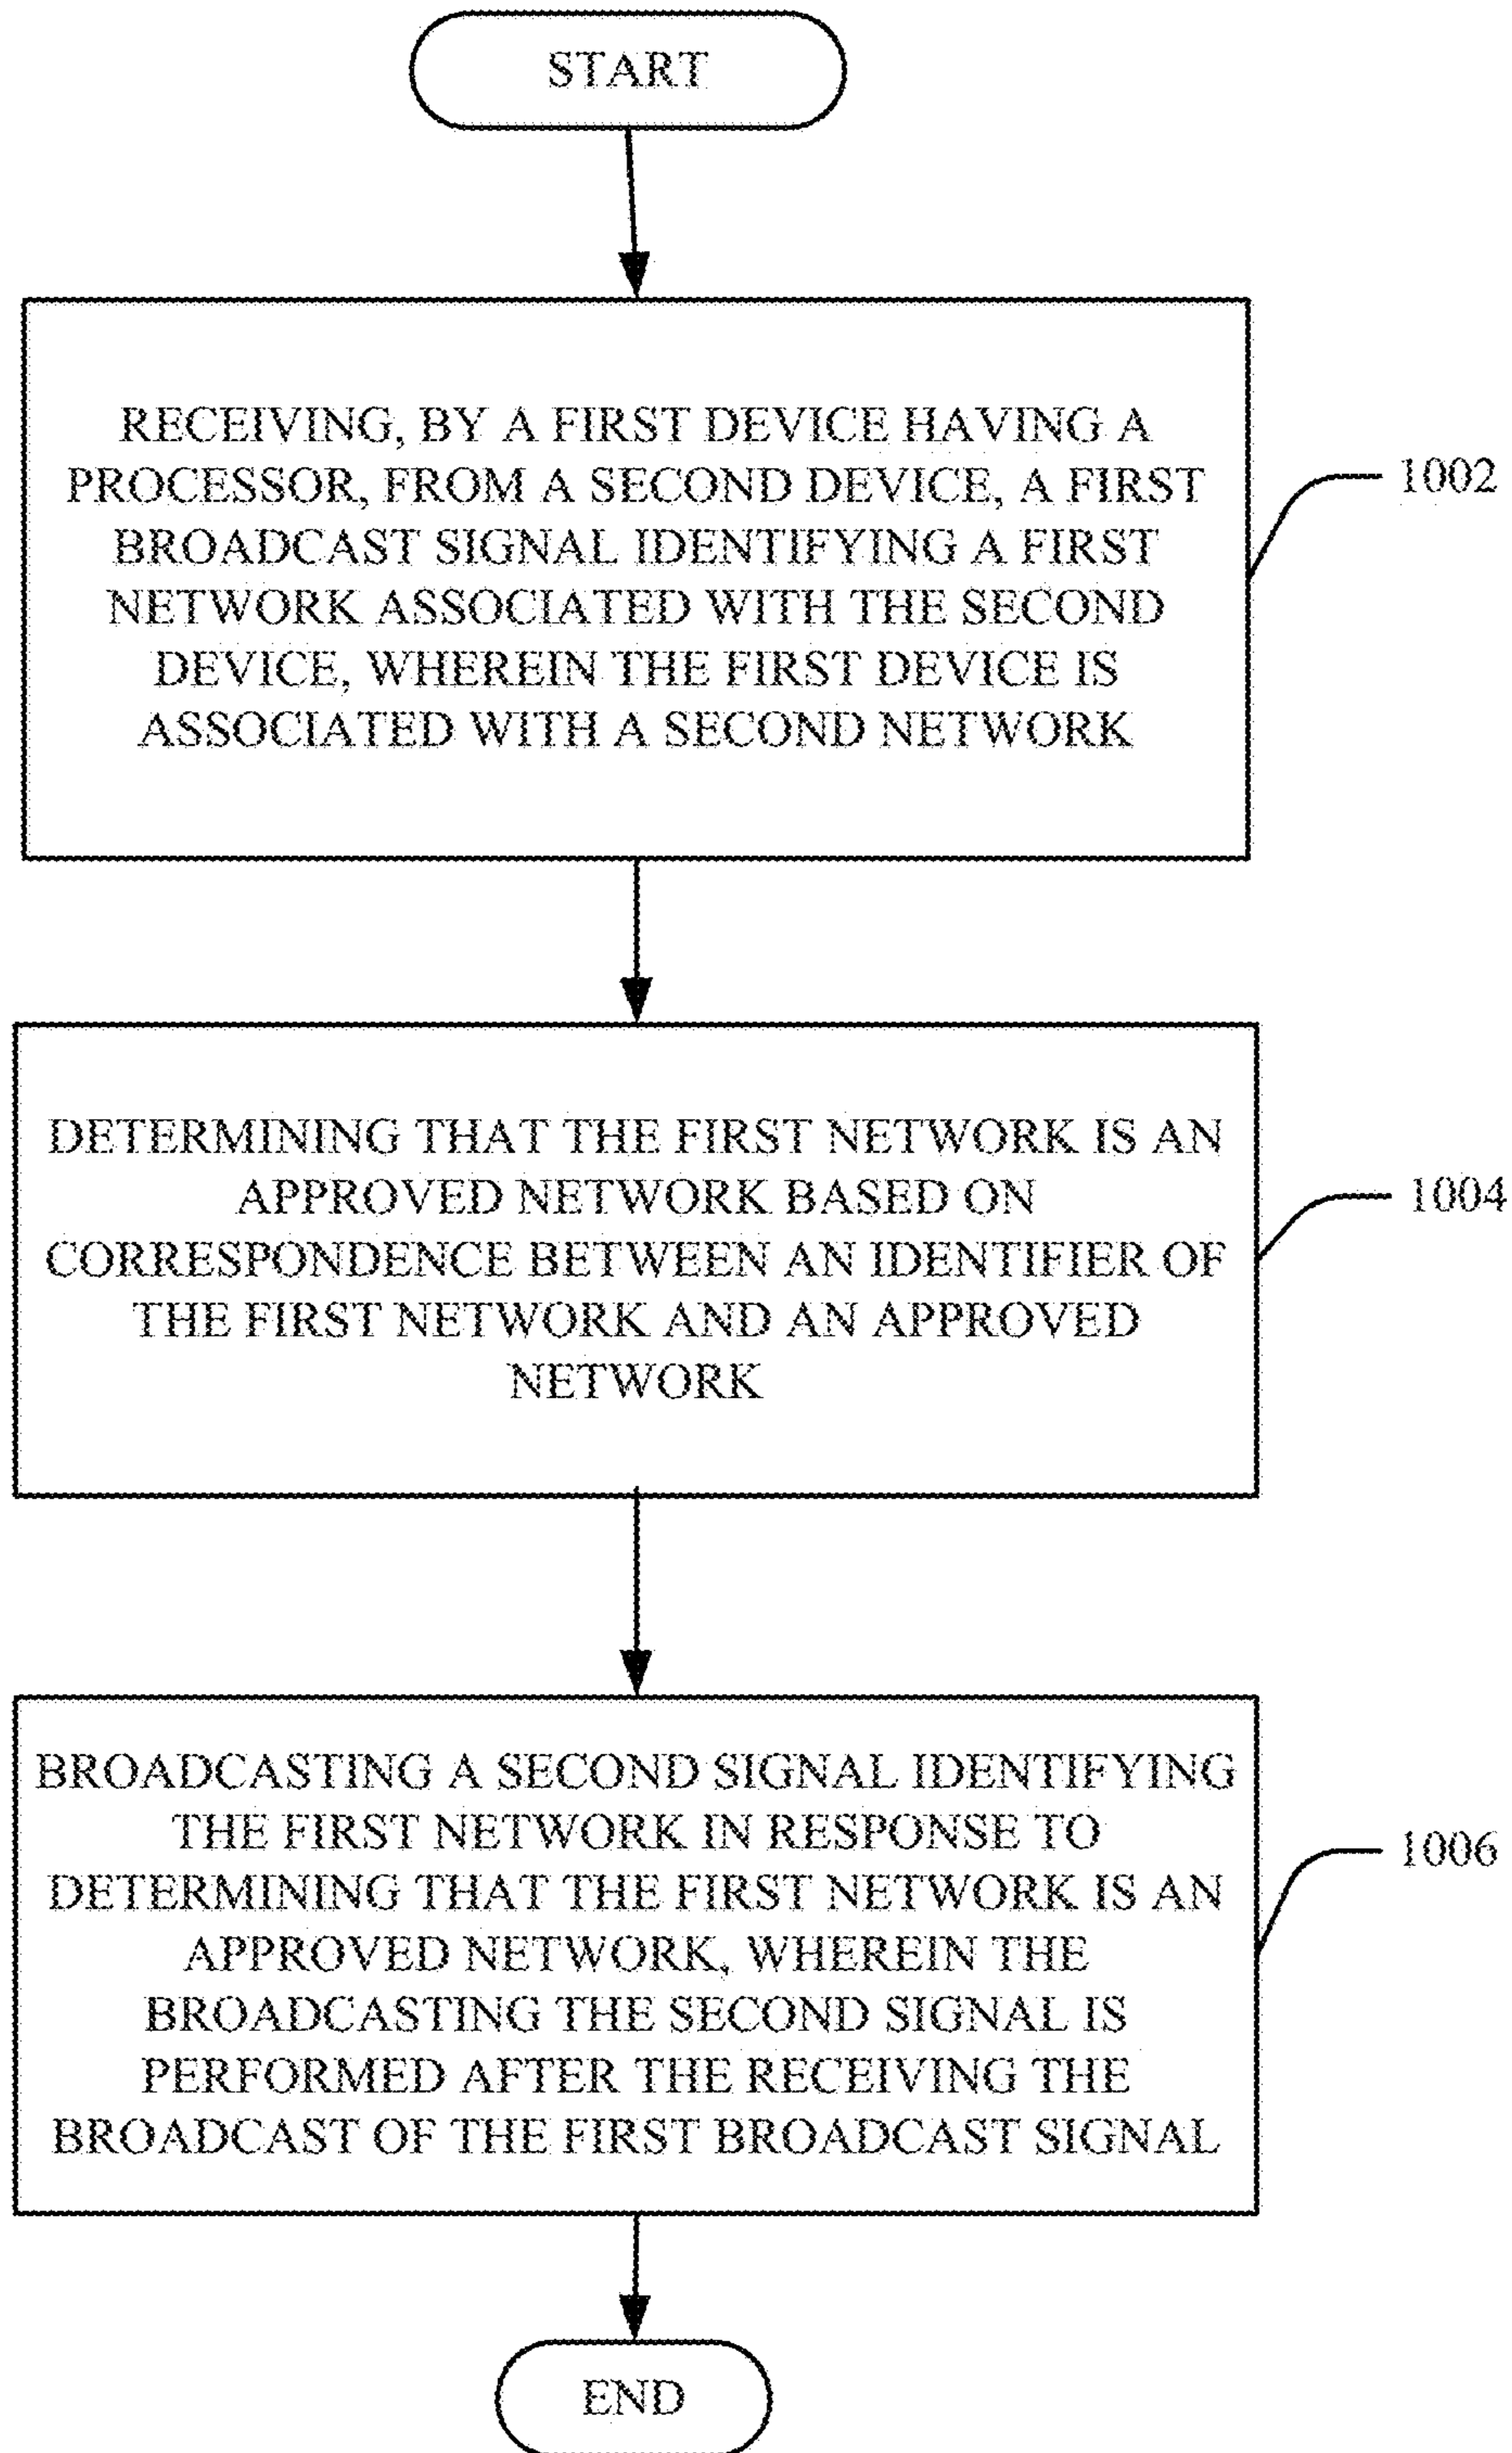 START
RECEIVING, BY A FIRST DEVICE HAVING A
PROCESSOR, FROM A SECOND DEVICE, A FIRST
BROADCAST SIGNAL IDENTIFYING A FIRST
NETWORK ASSOCIATED WITH THE SECOND
DEVICE, WHEREIN THE FIRST DEVICE IS
ASSOCIATED WITH A SECOND NETWORK
1002
DETERMINING THAT THE FIRST NETWORK IS AN
APPROVED NETWORK BASED ON
CORRESPONDENCE BETWEEN AN IDENTIFIER OF
THE FIRST NETWORK AND AN APPROVED
NETWORK
1004
BROADCASTING A SECOND SIGNAL IDENTIFYING
THE FIRST NETWORK IN RESPONSE TO
DETERMINING THAT THE FIRST NETWORK IS AN
APPROVED NETWORK, WHEREIN THE
BROADCASTING THE SECOND SIGNAL IS
PERFORMED AFTER THE RECEIVING THE
BROADCAST OF THE FIRST BROADCAST SIGNAL
1006
END